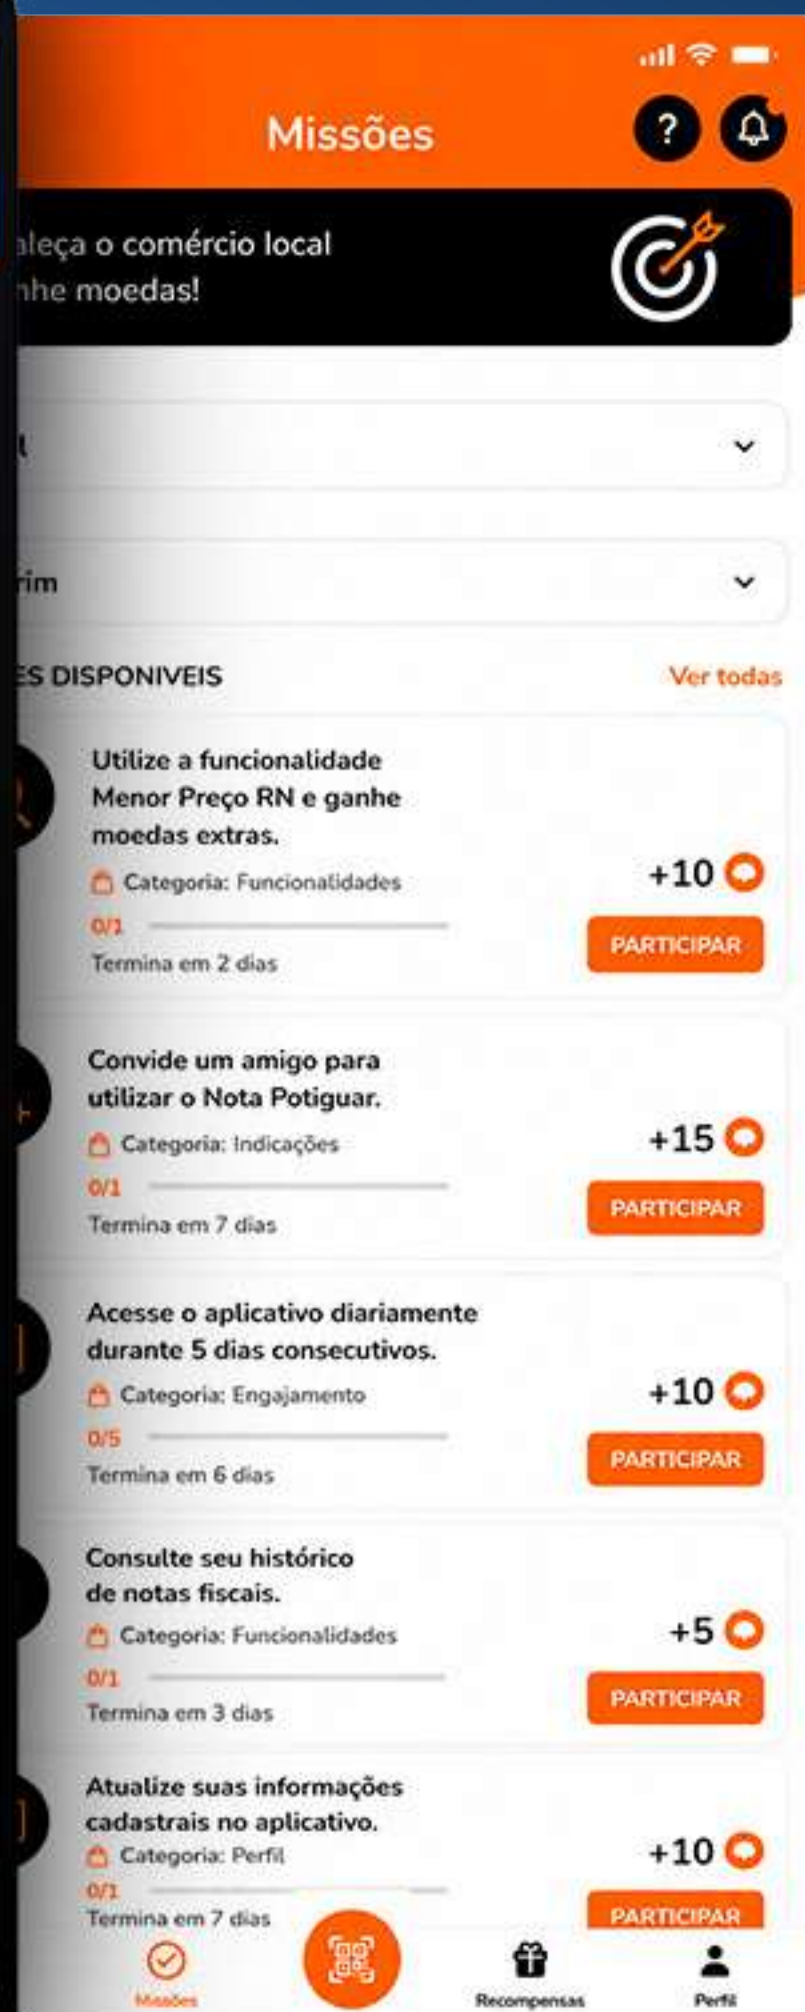 Missões
?
o comércio local
moedas!
DISPONIVEIS
Ver todas
Utilize a funcionalidade
Menor Preço RN e ganhe
moedas extras.
Categoria: Funcionalidades
+10
0/1
PARTICIPAR
Termina em 2 dias
Convide um amigo para
utilizar o Nota Potiguar.
Categoria: Indicações
+15
0/1
PARTICIPAR
Termina em 7 dias
Acesse o aplicativo diariamente
durante 5 dias consecutivos.
Categoria: Engajamento
+10
0/5
PARTICIPAR
Termina em 6 dias
Consulte seu histórico
de notas fiscais.
Categoria: Funcionalidades
+5
0/1
PARTICIPAR
Termina em 3 dias
Atualize suas informações
cadastrais no aplicativo.
Categoria: Perfil
+10
0/1
PARTICIPAR
Termina em 7 dias
Missões
Recompensas
Perfil